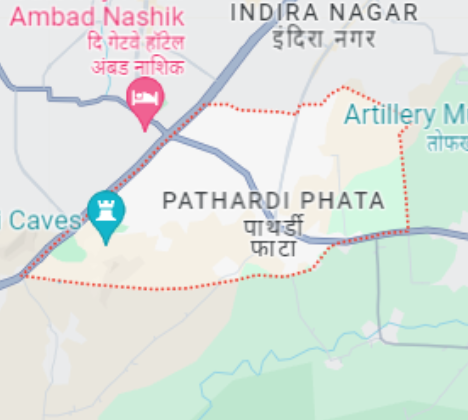 Ambad Nashik
दि गेटवे हॉटेल
अंबड नाशिक
INDIRA NAGAR
इंदिरा नगर
Artillery M
तोफख
i Caves
PATHARDI PHATA
पाथर्डी
फाटा